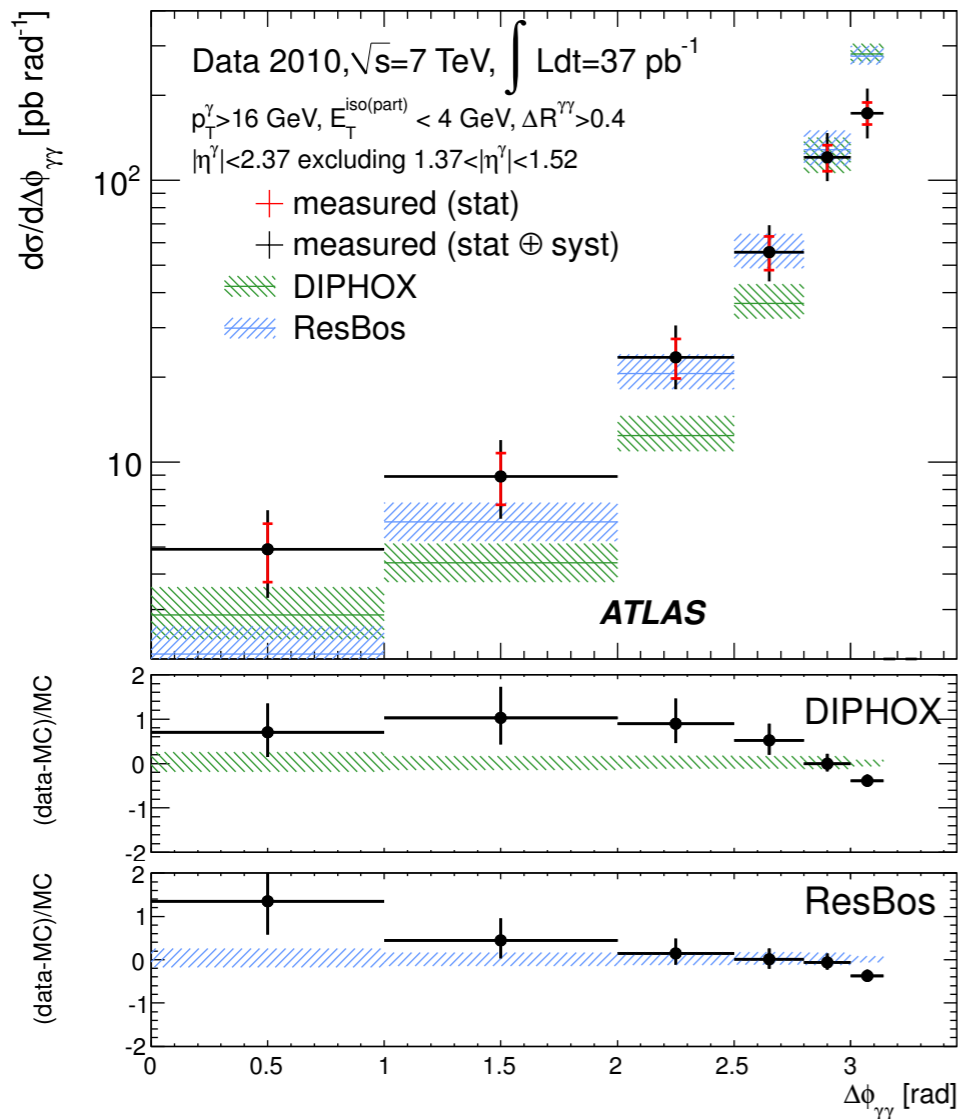 Data 2010, √s=7 TeV, ∫ Ldt=37 pb⁻¹
p_T^γ>16 GeV, E_T^iso(part) < 4 GeV, ΔR^γγ>0.4
|η^γ|<2.37 excluding 1.37<|η^γ|<1.52
measured (stat)
measured (stat ⊕ syst)
DIPHOX
ResBos
dσ/dΔϕ_γγ [pb rad⁻¹]
10²
10
ATLAS
(data-MC)/MC
2
1
0
-1
-2
DIPHOX
(data-MC)/MC
2
1
0
-1
-2
ResBos
0 0.5 1 1.5 2 2.5 3
Δϕ_γγ [rad]